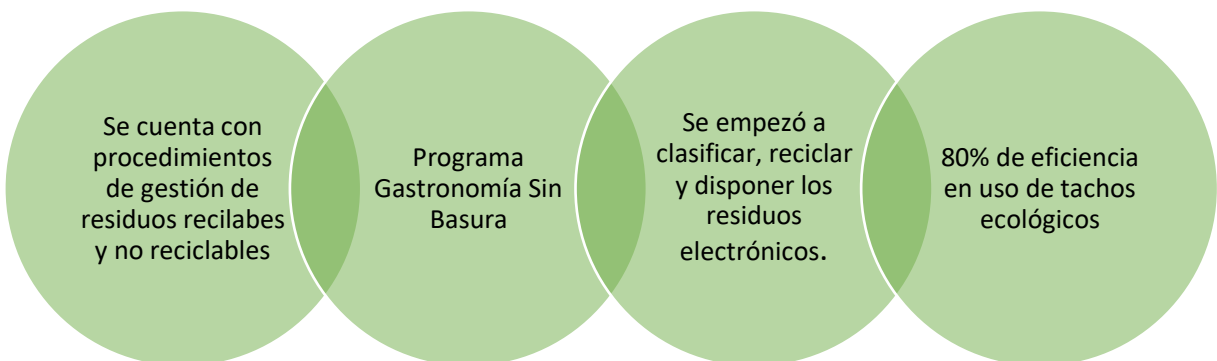 Se cuenta con
procedimientos
de gestión de
residuos recilabes
y no reciclables
Programa
Gastronomía Sin
Basura
Se empezó a
clasificar, reciclar
y disponer los
residuos
electrónicos.
80% de eficiencia
en uso de tachos
ecológicos